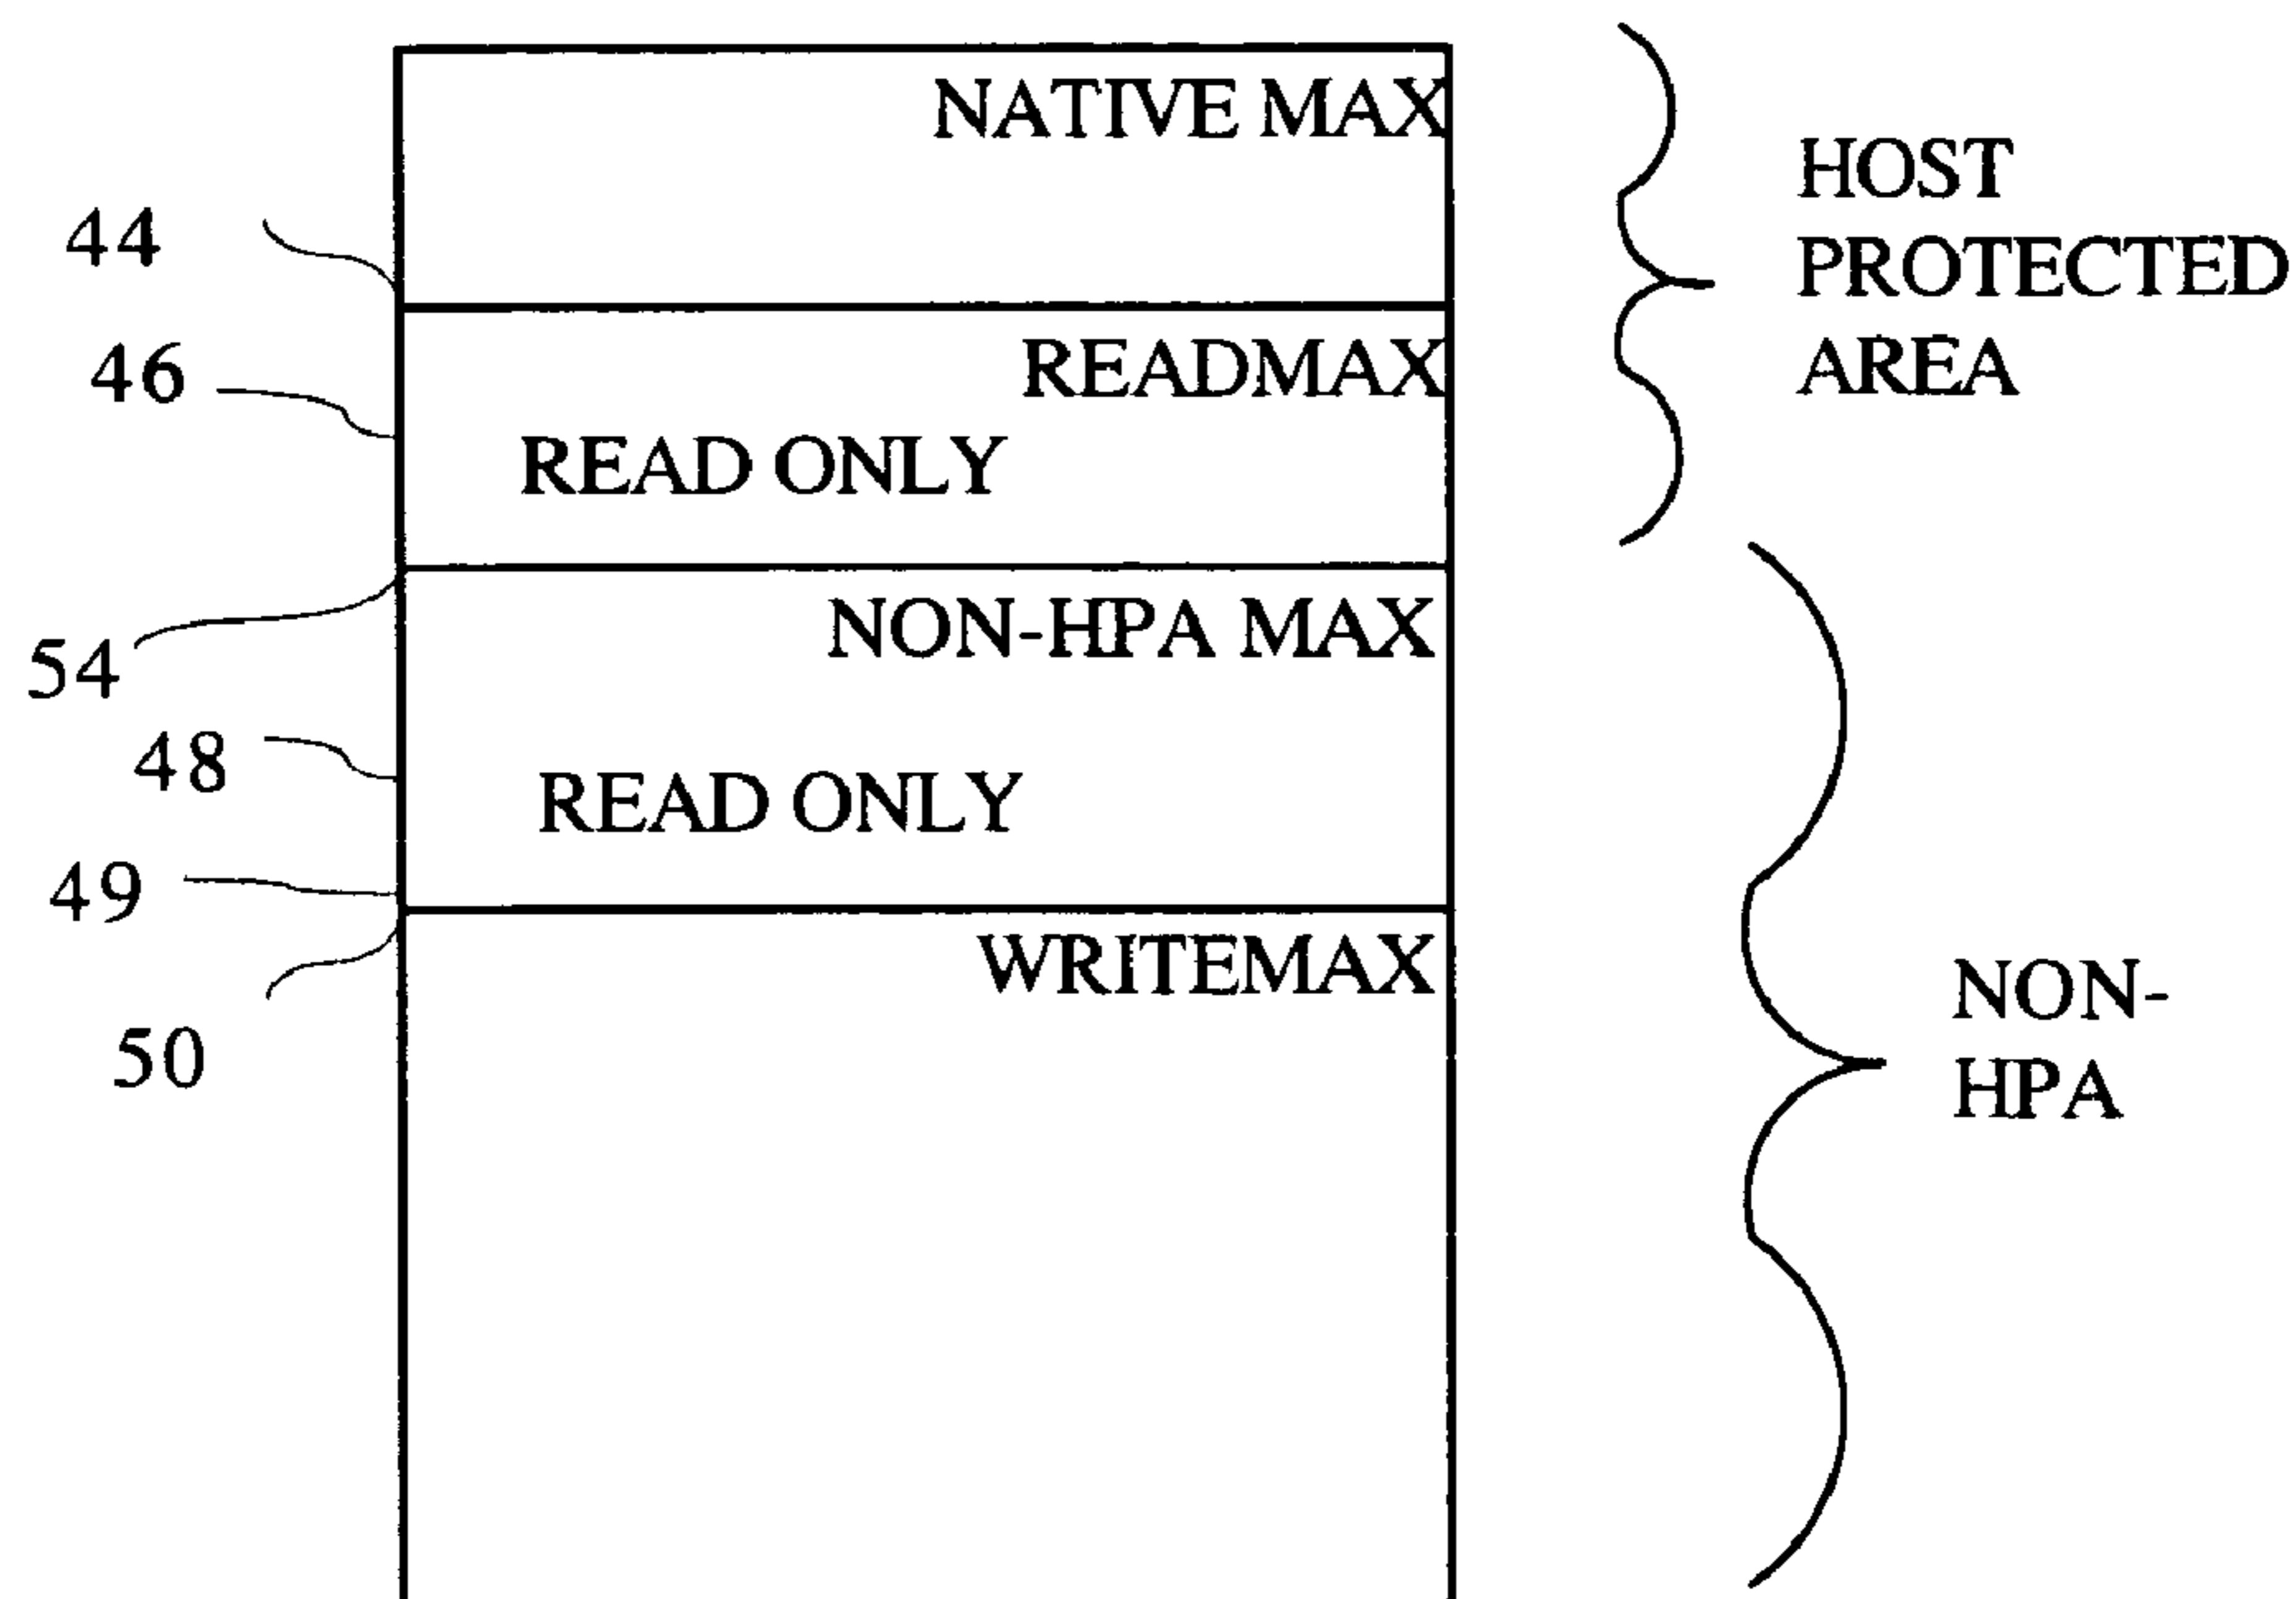 NATIVE MAX
HOST
PROTECTED
AREA
44
READMAX
46
READ ONLY
54
NON-HPA MAX
48
READ ONLY
49
WRITEMAX
50
NON-
HPA